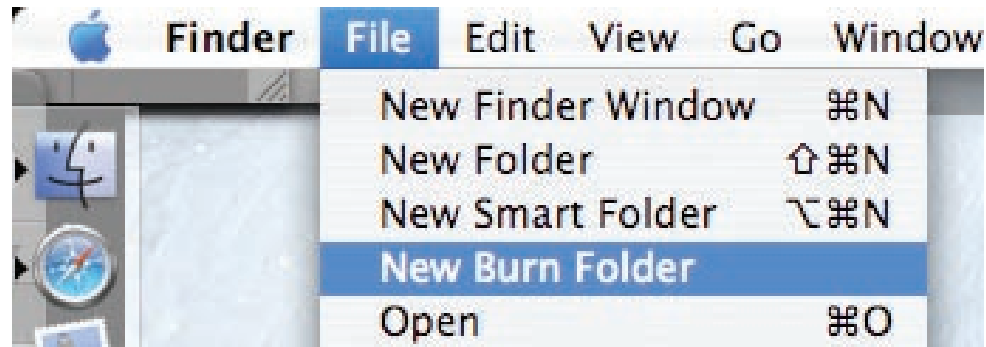 Finder File Edit View Go Window
New Finder Window ⌘N
New Folder ⇧⌘N
New Smart Folder ⌥⌘N
New Burn Folder
Open ⌘O